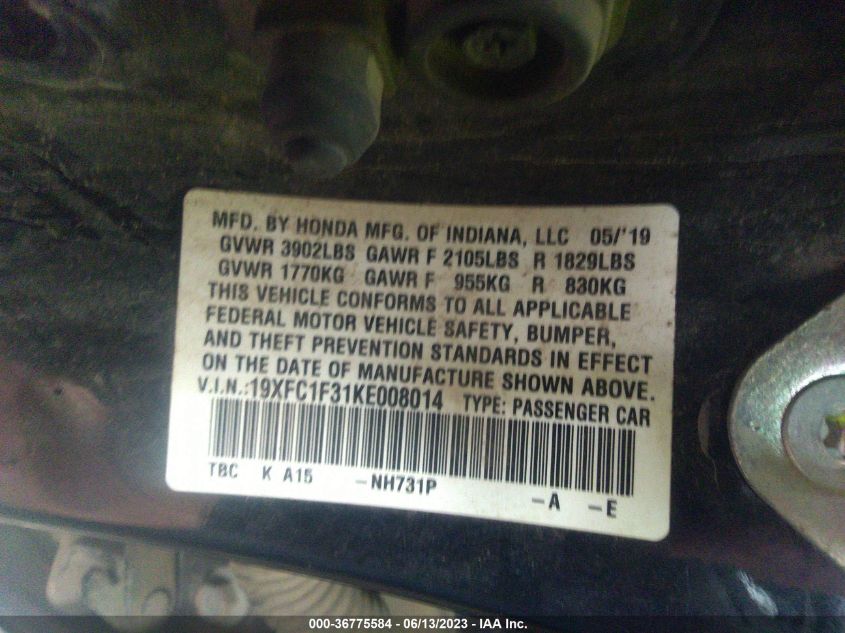 MFD. BY HONDA MFG. OF INDIANA, LLC 05/'19
GVWR 3902LBS GAWR F 2105LBS R 1829LBS
GVWR 1770KG GAWR F 955KG R 830KG
THIS VEHICLE CONFORMS TO ALL APPLICABLE
FEDERAL MOTOR VEHICLE SAFETY, BUMPER,
AND THEFT PREVENTION STANDARDS IN EFFECT
ON THE DATE OF MANUFACTURE SHOWN ABOVE.
V.I.N.:19XFC1F31KE008014 TYPE: PASSENGER CAR
TBC K A15 -NH731P -A -E
000-36775584 / 06/13/2023 - IAA Inc.